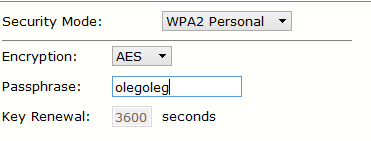 Security Mode: WPA2 Personal
Encryption: AES
Passphrase: olegoleg
Key Renewal: 3600 seconds